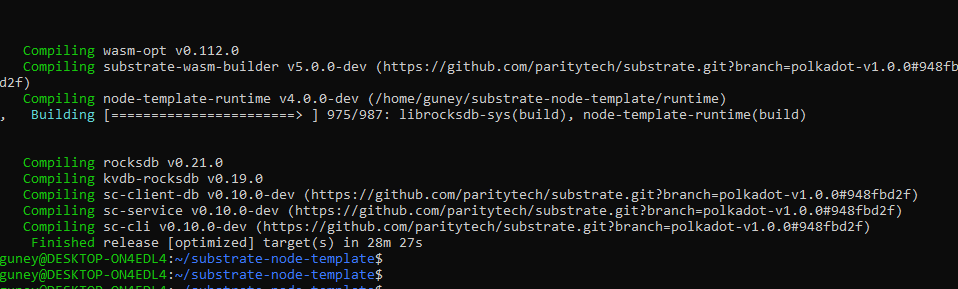 Compiling wasm-opt v0.112.0
Compiling substrate-wasm-builder v5.0.0-dev (https://github.com/paritytech/substrate.git?branch=polkadot-v1.0.0#948fb
d2f)
Compiling node-template-runtime v4.0.0-dev (/home/guney/substrate-node-template/runtime)
, Building [=======================> ] 975/987: librocksdb-sys(build), node-template-runtime(build)
Compiling rocksdb v0.21.0
Compiling kvdb-rocksdb v0.19.0
Compiling sc-client-db v0.10.0-dev (https://github.com/paritytech/substrate.git?branch=polkadot-v1.0.0#948fbd2f)
Compiling sc-service v0.10.0-dev (https://github.com/paritytech/substrate.git?branch=polkadot-v1.0.0#948fbd2f)
Compiling sc-cli v0.10.0-dev (https://github.com/paritytech/substrate.git?branch=polkadot-v1.0.0#948fbd2f)
Finished release [optimized] target(s) in 28m 27s
guney@DESKTOP-ON4EDL4:~/substrate-node-template$
guney@DESKTOP-ON4EDL4:~/substrate-node-template$
guney@DESKTOP-ON4EDL4:~/substrate-node-template$